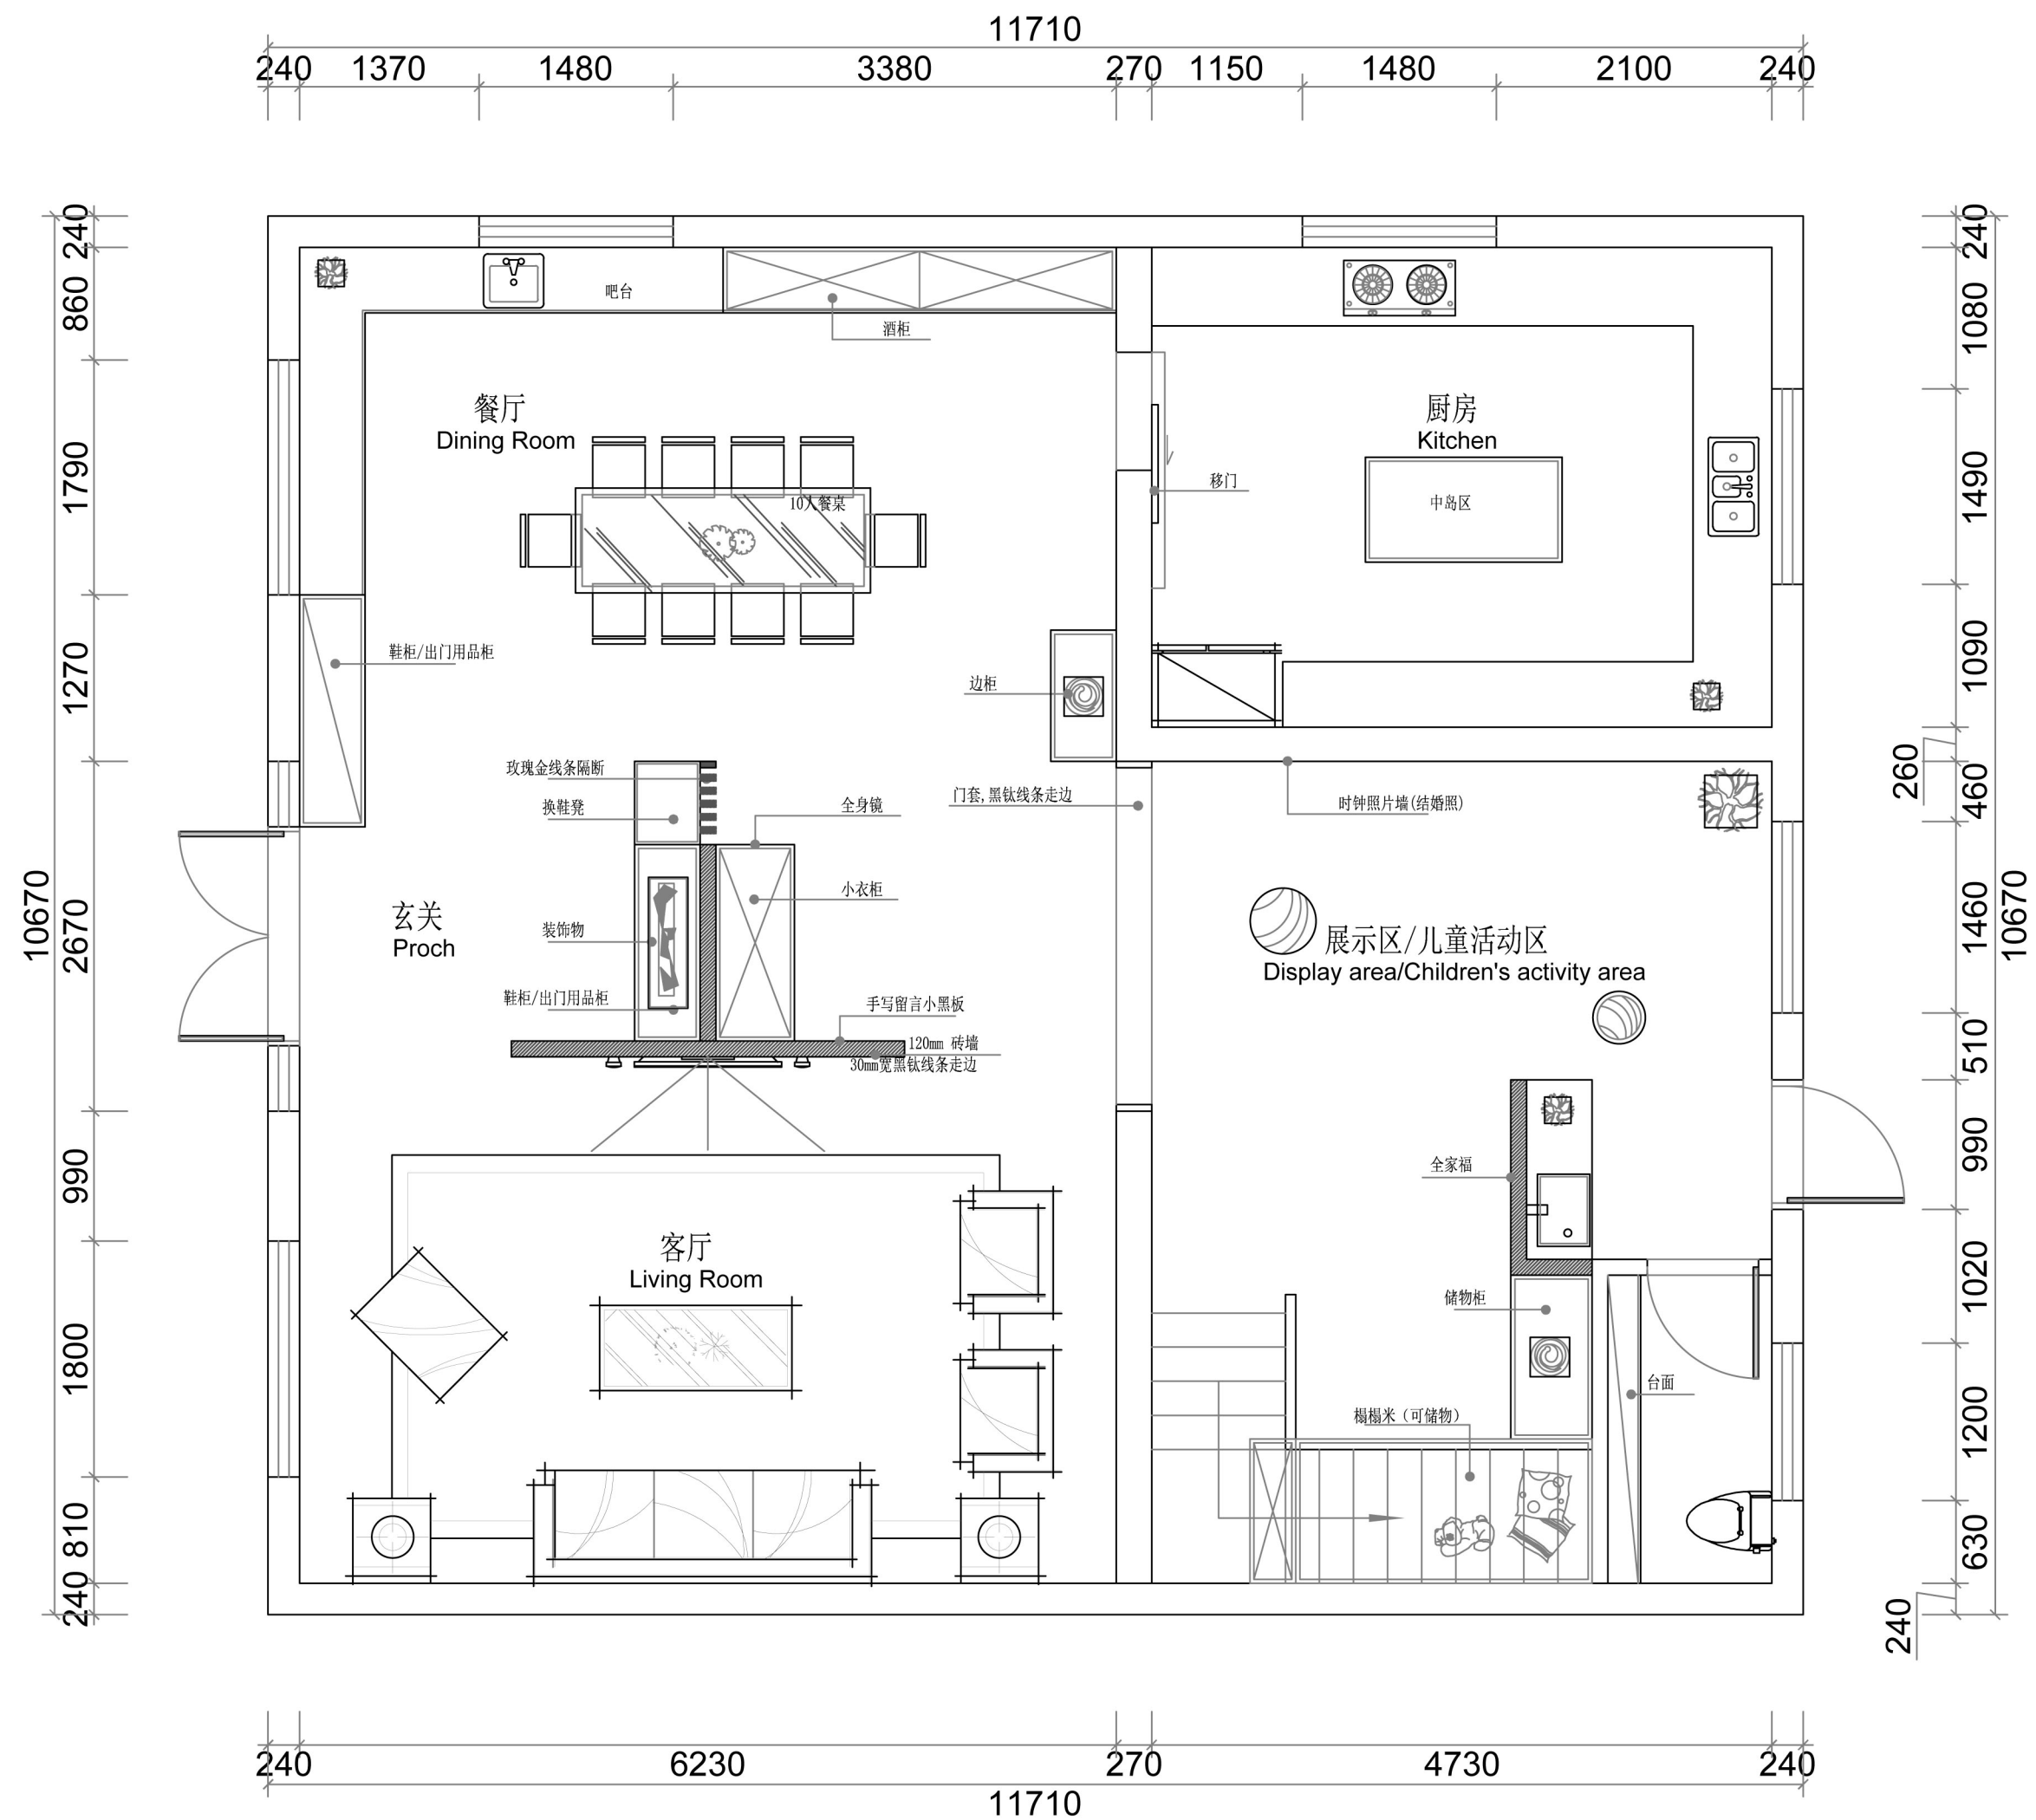 11710
240 1370 1480 3380 270 1150 1480 2100 240
240
860
1790
1270
2670
990
1800
810
240
10670
吧台
酒柜
餐厅
Dining Room
10人餐桌
厨房
Kitchen
移门
中岛区
鞋柜/出门用品柜
边柜
玫瑰金线条隔断
换鞋凳
全身镜
门套,黑钛线条走边
时钟照片墙(结婚照)
小衣柜
玄关
Proch
装饰物
展示区/儿童活动区
Display area/Children's activity area
鞋柜/出门用品柜
手写留言小黑板
120mm 砖墙
30mm宽黑钛线条走边
全家福
客厅
Living Room
储物柜
台面
榻榻米（可储物）
240
1080
1490
1090
260
460
1460
510
990
1020
1200
630
240
10670
240 6230 270 4730 240
11710